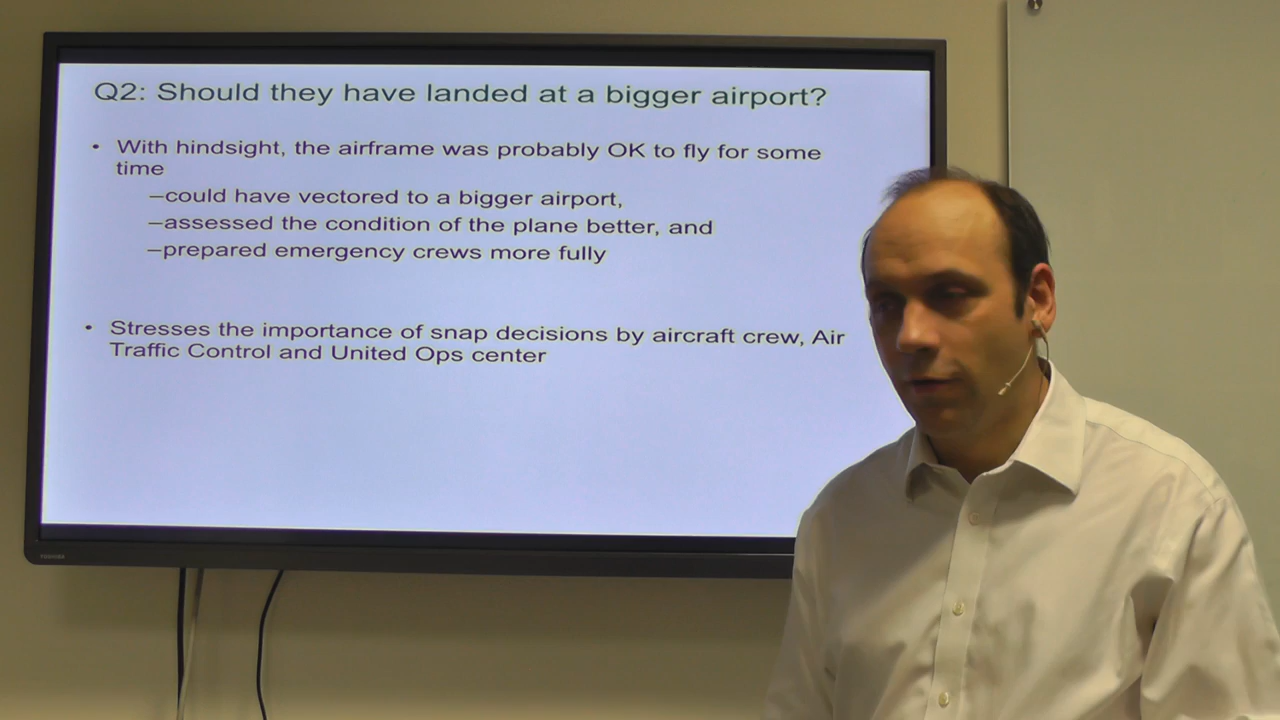 Q2: Should they have landed at a bigger airport?
• With hindsight, the airframe was probably OK to fly for some
time
–could have vectored to a bigger airport,
–assessed the condition of the plane better, and
–prepared emergency crews more fully
• Stresses the importance of snap decisions by aircraft crew, Air
Traffic Control and United Ops center
TOSHIBA